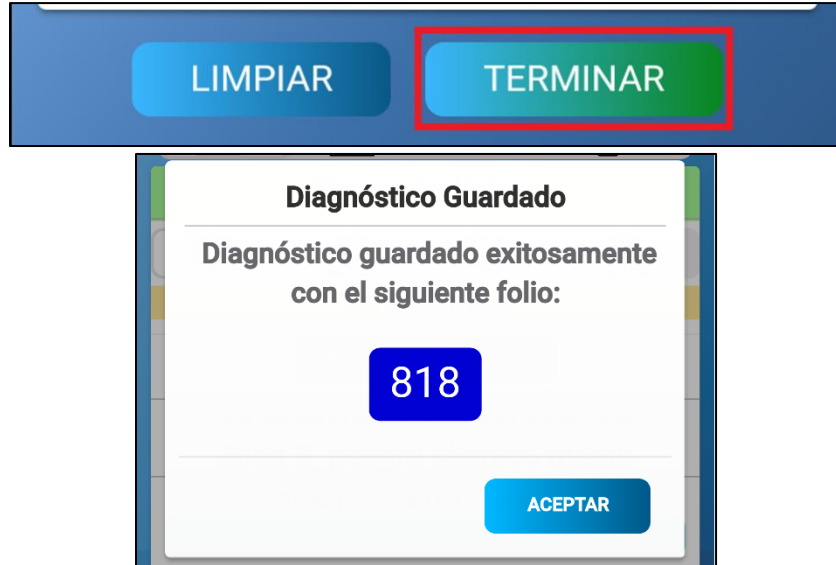 LIMPIAR TERMINAR
Diagnóstico Guardado
Diagnóstico guardado exitosamente
con el siguiente folio:
818
ACEPTAR